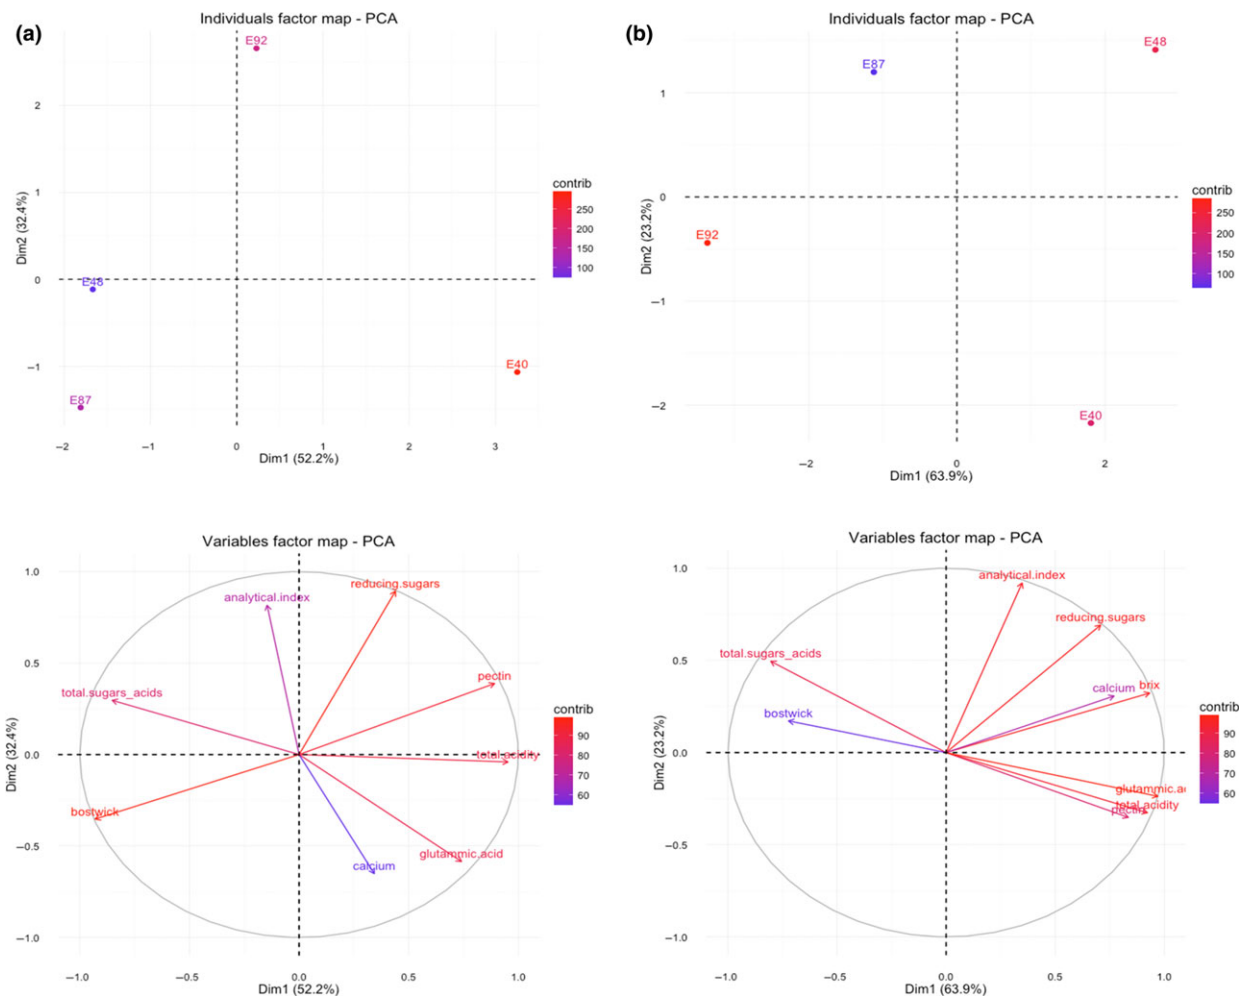 (a)
Individuals factor map - PCA
E92
E48
E40
E87
2
1
0
−1
Dim2 (32.4%)
−2
−1
0
1
2
3
Dim1 (52.2%)
contrib
250
200
150
100
(b)
Individuals factor map - PCA
E48
E87
E92
E40
1
0
−1
−2
Dim2 (23.2%)
−2
0
2
Dim1 (63.9%)
contrib
250
200
150
100
Variables factor map - PCA
reducing.sugars
analytical.index
pectin
total.sugars_acids
total.acidity
bostwick
glutammic.acid
calcium
1.0
0.5
0.0
−0.5
−1.0
Dim2 (32.4%)
−1.0
−0.5
0.0
0.5
1.0
Dim1 (52.2%)
contrib
90
80
70
60
Variables factor map - PCA
analytical.index
reducing.sugars
total.sugars_acids
calcium
brix
bostwick
glutammic.a
total.acidity
pectin
1.0
0.5
0.0
−0.5
−1.0
Dim2 (23.2%)
−1.0
−0.5
0.0
0.5
1.0
Dim1 (63.9%)
contrib
90
80
70
60